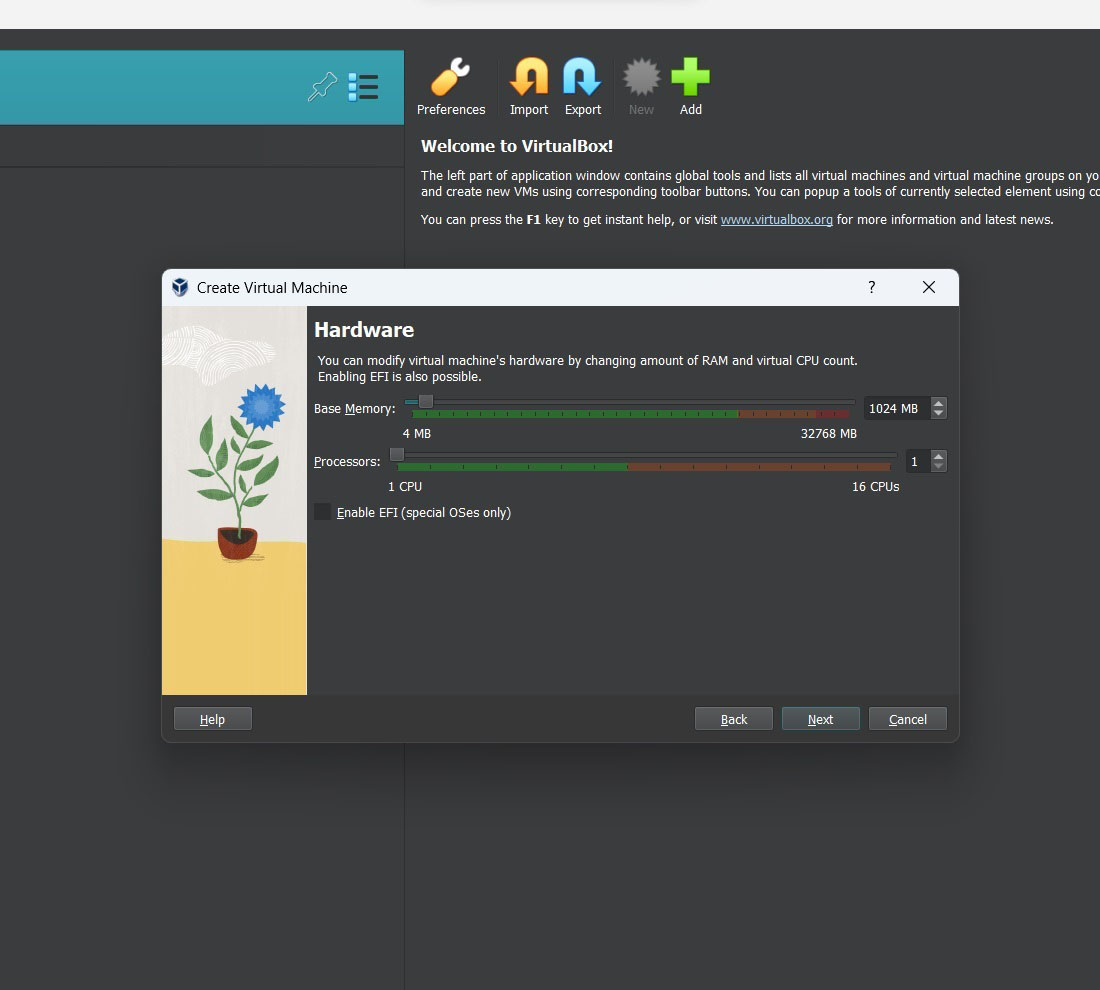 Preferences
Import
Export
New
Add
Welcome to VirtualBox!
The left part of application window contains global tools and lists all virtual machines and virtual machine groups on
and create new VMs using corresponding toolbar buttons. You can popup a tools of currently selected element using
You can press the F1 key to get instant help, or visit www.virtualbox.org for more information and latest news.
Create Virtual Machine
?
Hardware
You can modify virtual machine's hardware by changing amount of RAM and virtual CPU count.
Enabling EFI is also possible.
Base Memory:
1024 MB
4 MB
32768 MB
Processors:
1
1 CPU
16 CPUs
Enable EFI (special OSes only)
Help
Back
Next
Cancel